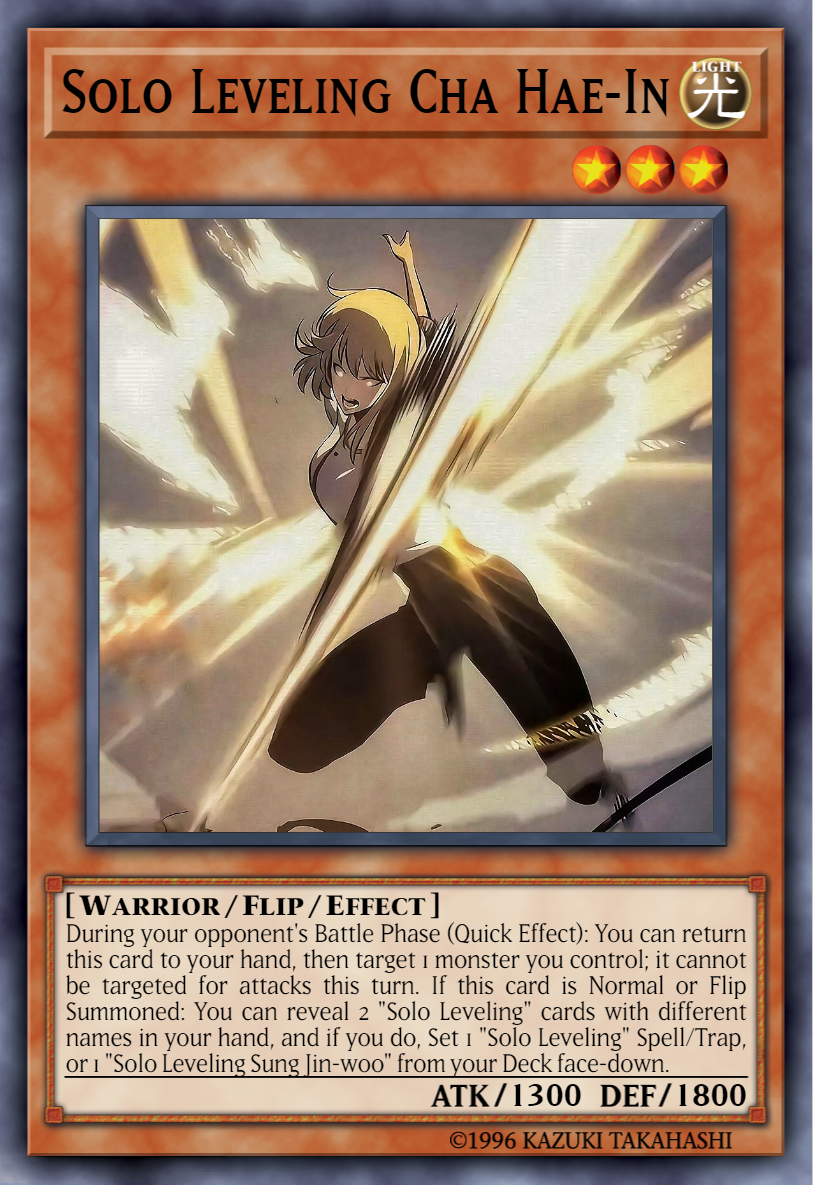 Solo Leveling Cha Hae-In
LIGHT
光
[ Warrior / Flip / Effect ]
During your opponent's Battle Phase (Quick Effect): You can return
this card to your hand, then target 1 monster you control; it cannot
be targeted for attacks this turn. If this card is Normal or Flip
Summoned: You can reveal 2 "Solo Leveling" cards with different
names in your hand, and if you do, Set 1 "Solo Leveling" Spell/Trap,
or 1 "Solo Leveling Sung Jin-woo" from your Deck face-down.
ATK/1300 DEF/1800
©1996 KAZUKI TAKAHASHI